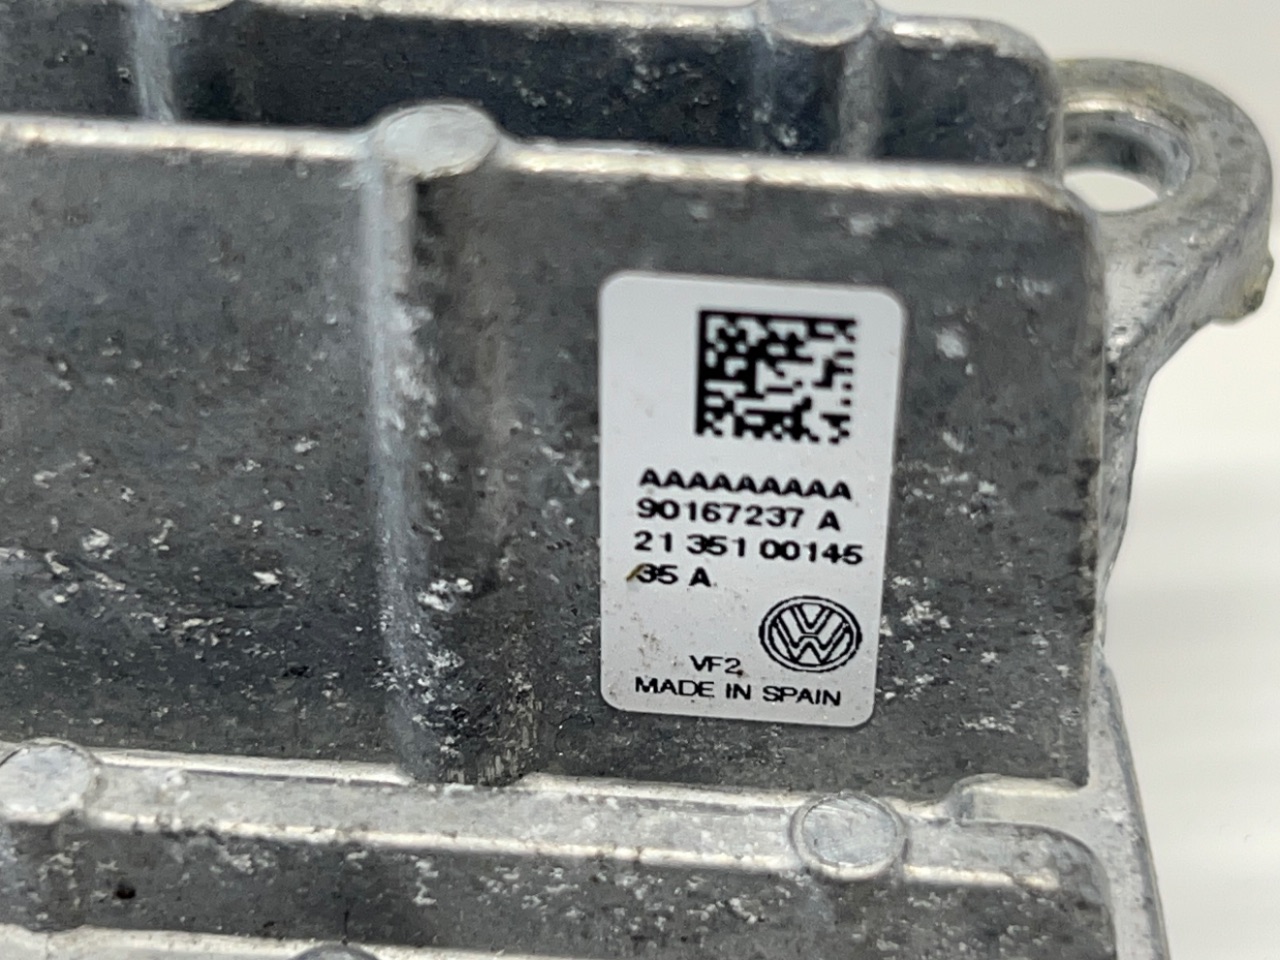 AAAAAAAAA
90167237 A
21 351 00145
35 A
VF2
MADE IN SPAIN